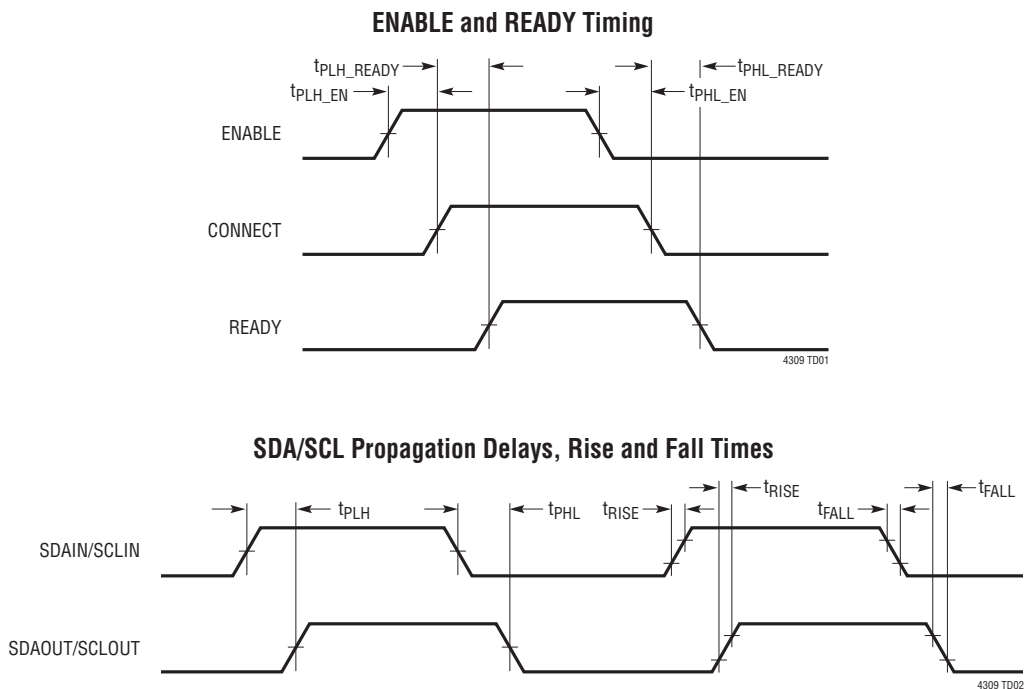 ENABLE and READY Timing
tPLH_READY
tPHL_READY
tPLH_EN
tPHL_EN
ENABLE
CONNECT
READY
4309 TD01
SDA/SCL Propagation Delays, Rise and Fall Times
tRISE
tFALL
tPLH
tPHL
tRISE
tFALL
SDAIN/SCLIN
SDAOUT/SCLOUT
4309 TD02